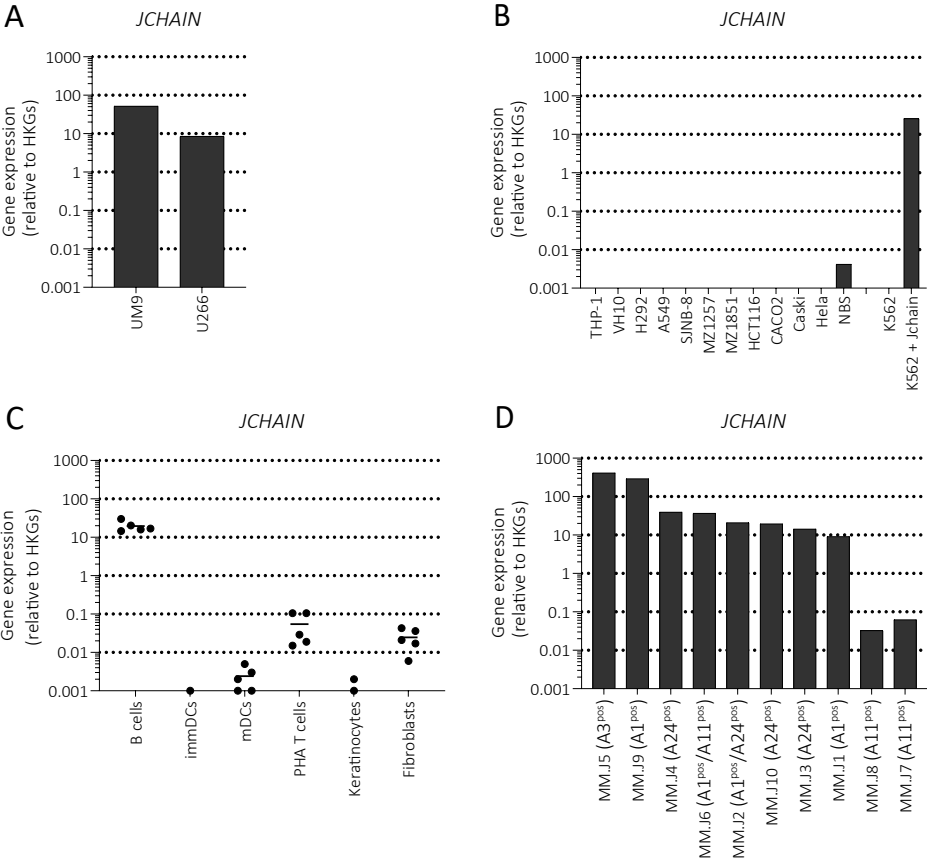 A
JCHAIN
Gene expression
(relative to HKGs)
1000
100
10
1
0.1
0.01
0.001
UM9
U266
B
JCHAIN
Gene expression
(relative to HKGs)
1000
100
10
1
0.1
0.01
0.001
THP-1
VH10
H292
A549
SJNB-8
MZ1257
MZ1851
HCT116
CACO2
Caski
Hela
NBS
K562
K562 + Jchain
C
JCHAIN
Gene expression
(relative to HKGs)
1000
100
10
1
0.1
0.01
0.001
B cells
immDCs
mDCs
PHA T cells
Keratinocytes
Fibroblasts
D
JCHAIN
Gene expression
(relative to HKGs)
1000
100
10
1
0.1
0.01
0.001
MM.J5 (A3pos)
MM.J9 (A1pos)
MM.J4 (A24pos)
MM.J6 (A1pos/A11pos)
MM.J2 (A1pos/A24pos)
MM.J10 (A24pos)
MM.J3 (A24pos)
MM.J1 (A1pos)
MM.J8 (A11pos)
MM.J7 (A11pos)